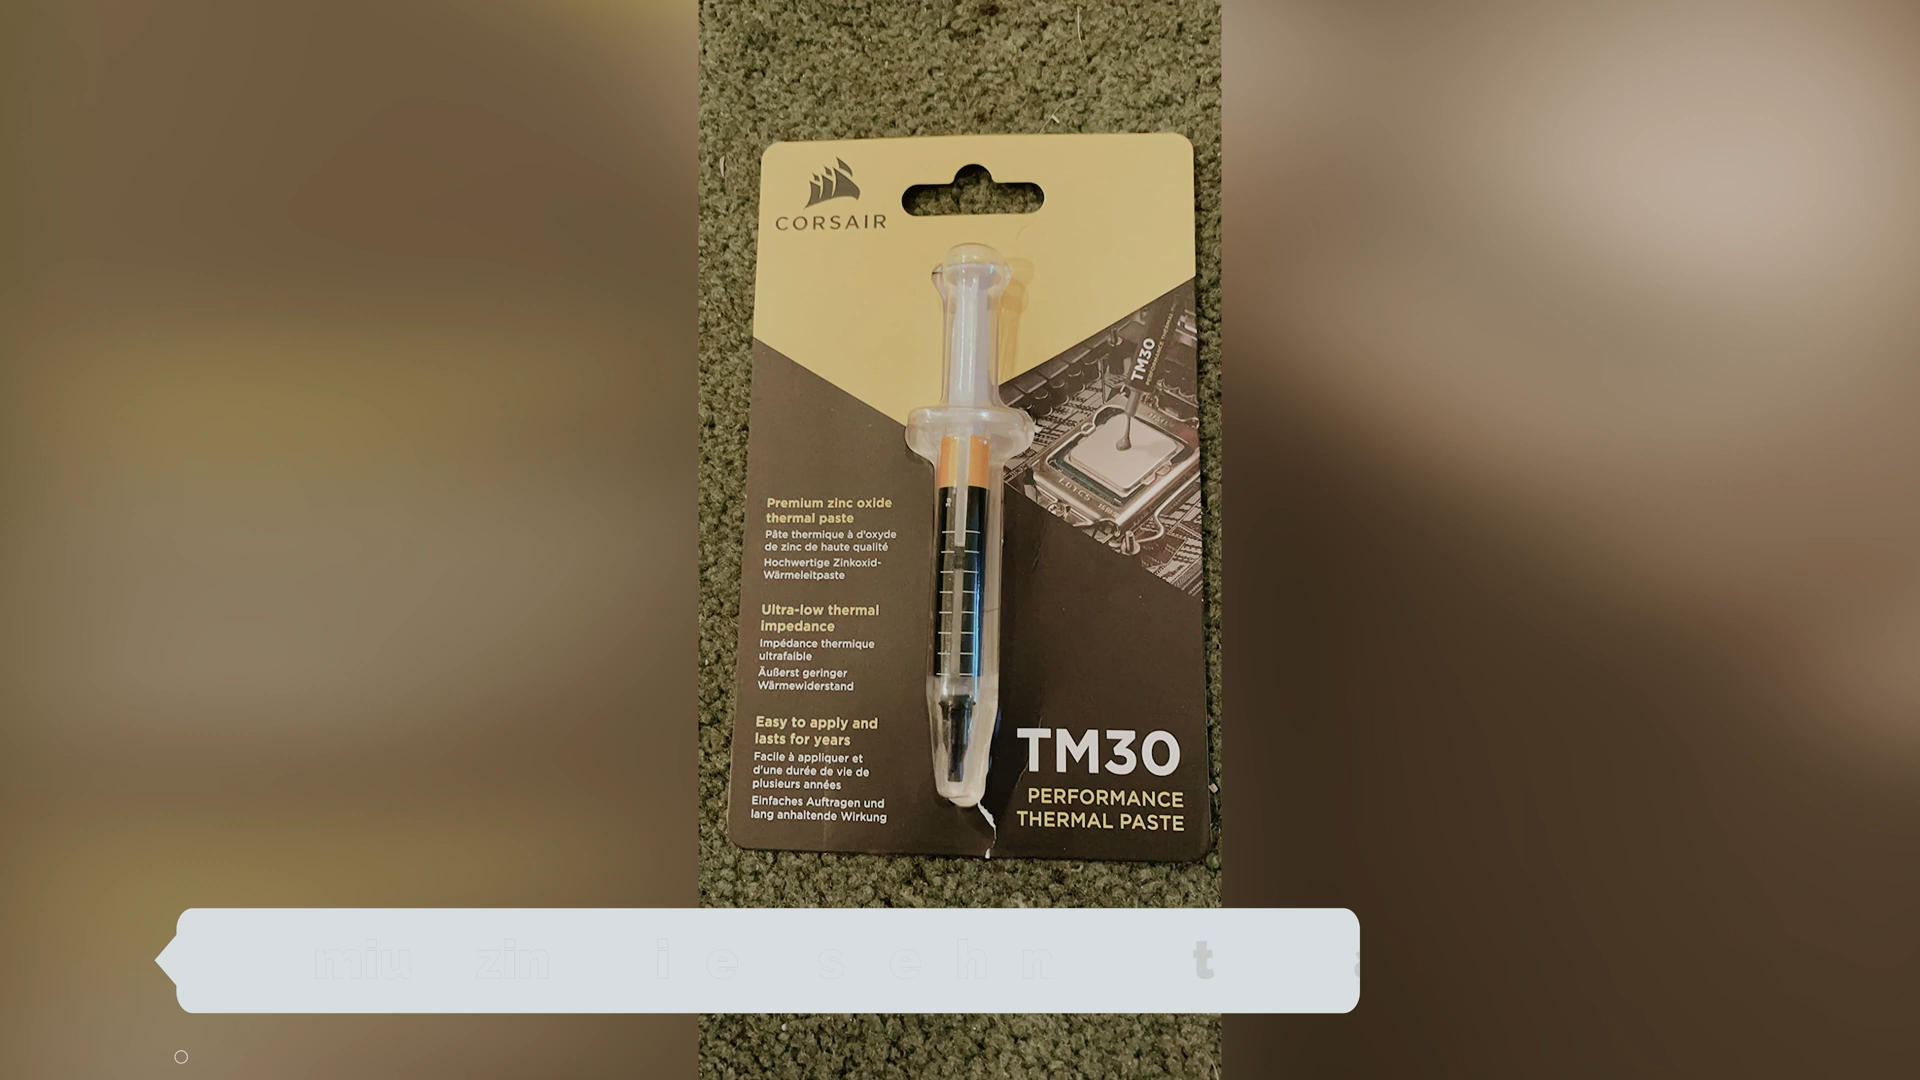 CORSAIR
TM30
PERFORMANCE THERMAL
Premium zinc oxide
thermal paste
Pâte thermique à d'oxyde
de zinc de haute qualité
Hochwertige Zinkoxid-
Wärmeleitpaste
Ultra-low thermal
impedance
Impédance thermique
ultrafaible
Äußerst geringer
Wärmewiderstand
Easy to apply and
lasts for years
Facile à appliquer et
d'une durée de vie de
plusieurs années
Einfaches Auftragen und
lang anhaltende Wirkung
TM30
PERFORMANCE
THERMAL PASTE